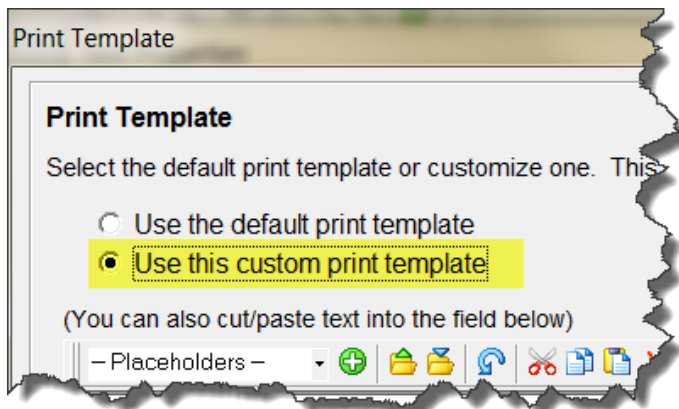 Print Template
Print Template
Select the default print template or customize one. This
Use the default print template
Use this custom print template
(You can also cut/paste text into the field below)
– Placeholders –